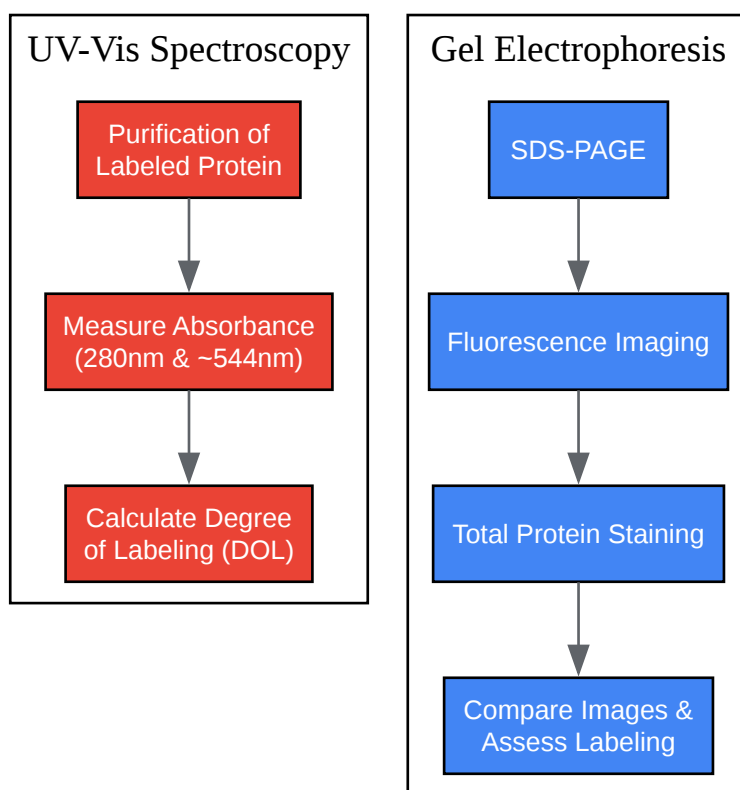 UV-Vis Spectroscopy
Purification of
Labeled Protein
Measure Absorbance
(280nm & ~544nm)
Calculate Degree
of Labeling (DOL)
Gel Electrophoresis
SDS-PAGE
Fluorescence Imaging
Total Protein Staining
Compare Images &
Assess Labeling